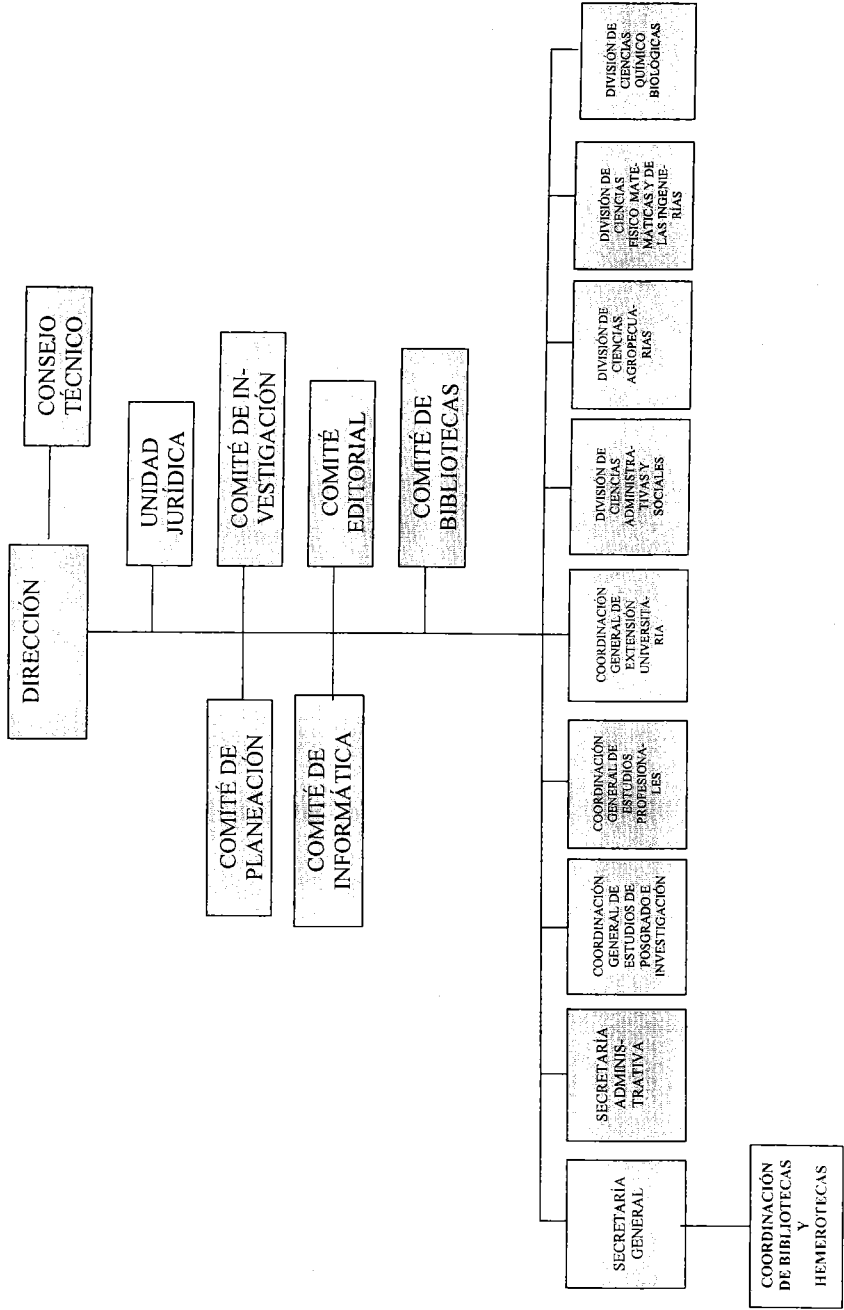 DIRECCIÓN
CONSEJO
TÉCNICO
UNIDAD
JURÍDICA
COMITÉ DE
PLANEACIÓN
COMITÉ DE IN-
VESTIGACIÓN
COMITÉ DE
INFORMÁTICA
COMITÉ
EDITORIAL
COMITÉ DE
BIBLIOTECAS
SECRETARÍA
GENERAL
SECRETARÍA
ADMINIS-
TRATIVA
COORDINACIÓN
GENERAL DE
ESTUDIOS DE
POSGRADO E
INVESTIGACIÓN
COORDINACIÓN
GENERAL DE
ESTUDIOS
PROFESIONA-
LES
COORDINACIÓN
GENERAL DE
EXTENSIÓN
UNIVERSITA-
RIA
DIVISIÓN DE
CIENCIAS
ADMINISTRA-
TIVAS Y
SOCIALES
DIVISIÓN DE
CIENCIAS
AGROPECUA-
RIAS
DIVISIÓN DE
CIENCIAS
FÍSICO MATE-
MÁTICAS Y DE
LAS INGENIE-
RÍAS
DIVISIÓN DE
CIENCIAS
QUÍMICO
BIOLÓGICAS
COORDINACIÓN
DE BIBLIOTECAS
Y
HEMEROTECAS